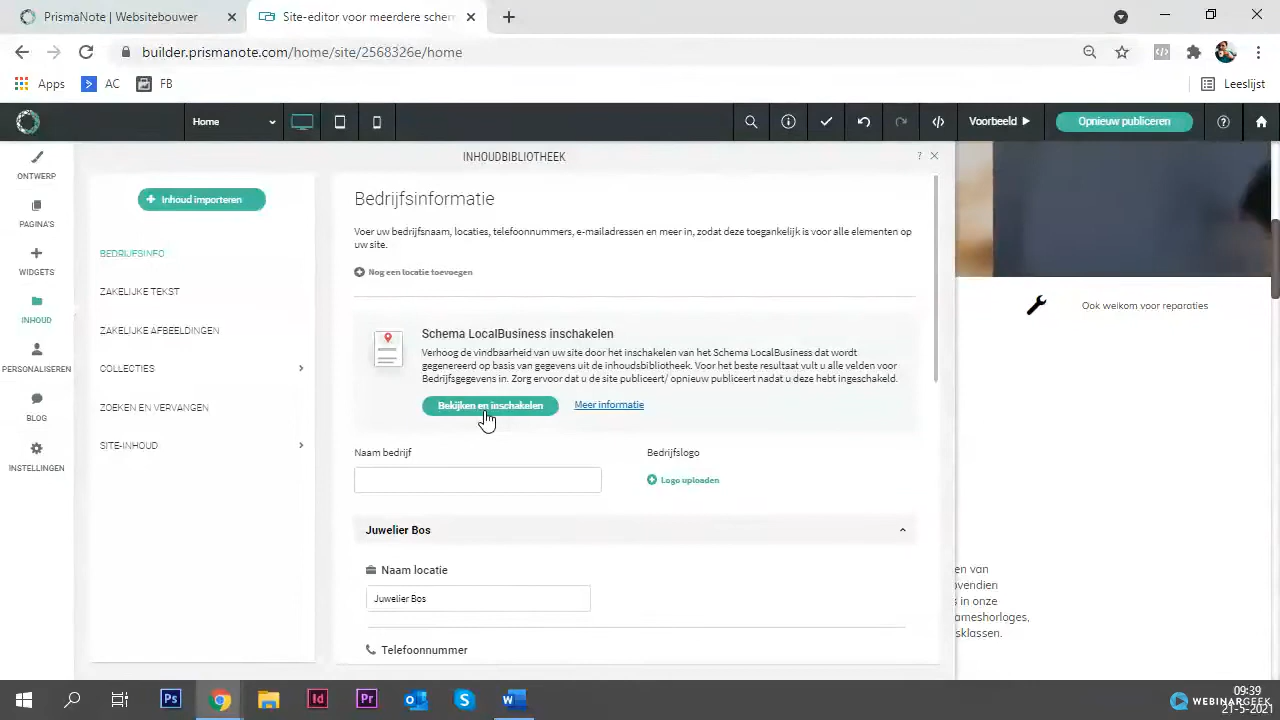 PrismaNote | Websitebouwer
Site-editor voor meerdere scher
builder.prismanote.com/home/site/2568326e/home
Apps
AC
FB
Leeslijst
Home
Voorbeeld
Opnieuw publiceren
ONTWERP
PAGINA'S
WIDGETS
INHOUD
PERSONALISEREN
BLOG
INSTELLINGEN
INHOUDBIBLIOTHEEK
?
Inhoud importeren
BEDRIJFSINFO
ZAKELIJKE TEKST
ZAKELIJKE AFBEELDINGEN
COLLECTIES
ZOEKEN EN VERVANGEN
SITE-INHOUD
Bedrijfsinformatie
Voer uw bedrijfsnaam, locaties, telefoonnummers, e-mailadressen en meer in, zodat deze toegankelijk is voor alle elementen op
uw site.
Nog een locatie toevoegen
Schema LocalBusiness inschakelen
Verhoog de vindbaarheid van uw site door het inschakelen van het Schema LocalBusiness dat wordt
gegenereerd op basis van gegevens uit de inhoudsbibliotheek. Voor het beste resultaat vult u alle velden voor
Bedrijfsgegevens in. Zorg ervoor dat u de site publiceert/ opnieuw publiceert nadat u deze hebt ingeschakeld.
Bekijken en inschakelen
Meer informatie
Naam bedrijf
Bedrijfslogo
Logo uploaden
Juwelier Bos
Naam locatie
Juwelier Bos
Telefoonnummer
Ook welkom voor reparaties
en van
ovendien
s in onze
ameshorloges,
sklassen.
Ps
Id
Pr
09:39
21-5-2021
WEBINARGEEK